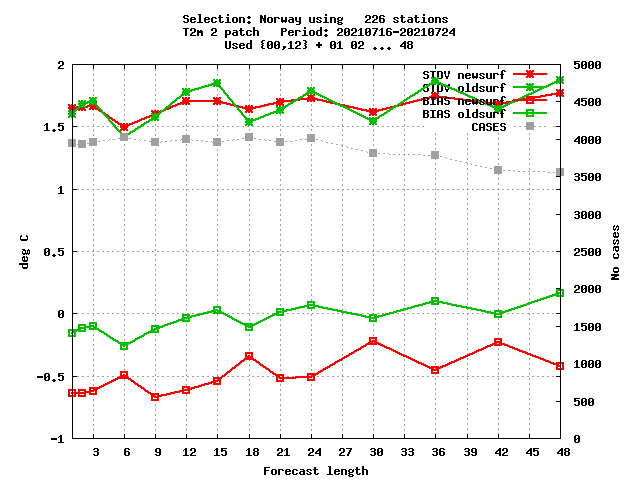 Selection: Norway using   226 stations
T2m 2 patch   Period: 20210716-20210724
Used {00,12} + 01 02 ... 48
STDV newsurf
STDV oldsurf
BIAS newsurf
BIAS oldsurf
CASES
2
1.5
1
0.5
0
-0.5
-1
deg C
5000
4500
4000
3500
3000
2500
2000
1500
1000
500
0
No cases
3 6 9 12 15 18 21 24 27 30 33 36 39 42 45 48
Forecast length